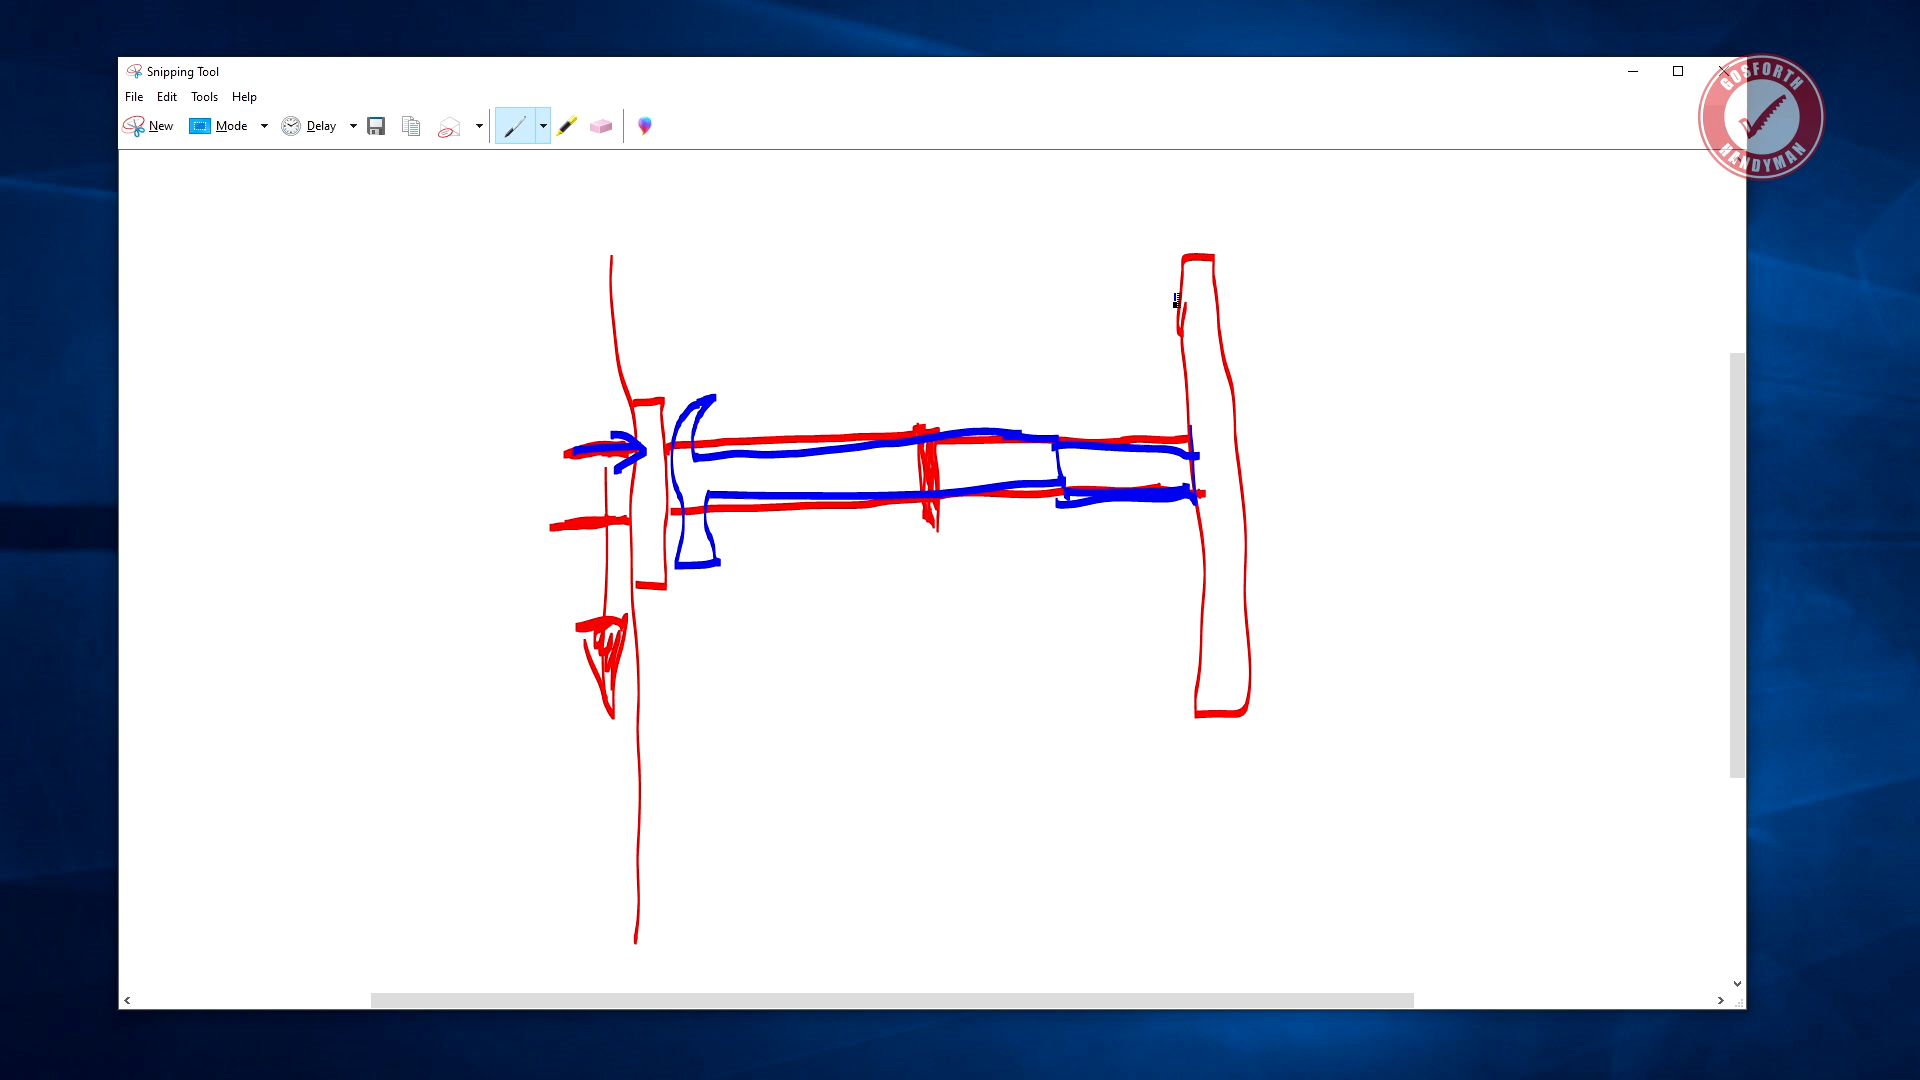 Snipping Tool
File Edit Tools Help
New Mode Delay
GOSFORTH
HANDYMAN